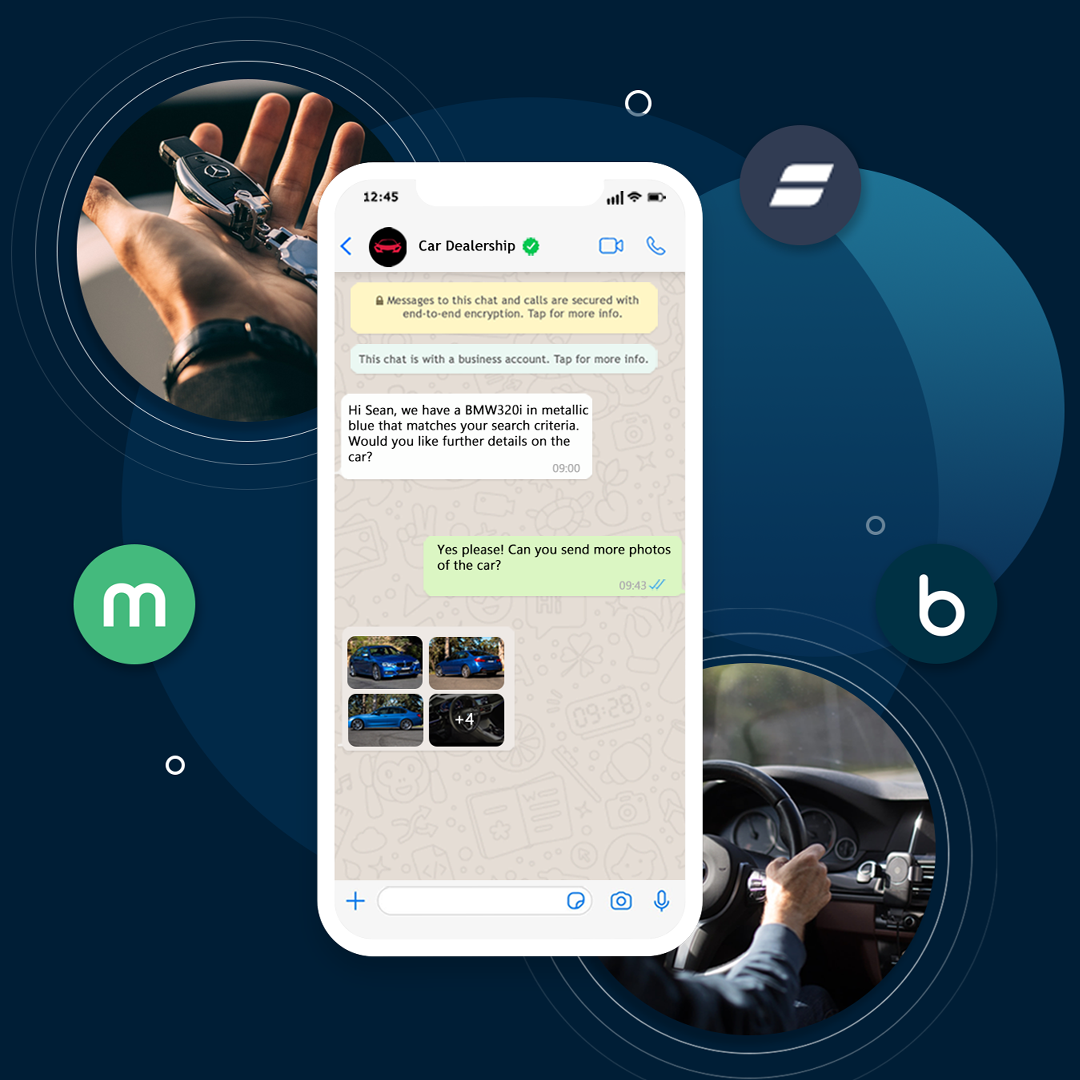 12:45
Car Dealership
Messages to this chat and calls are secured with
end-to-end encryption. Tap for more info.
This chat is with a business account. Tap for more info.
Hi Sean, we have a BMW320i in metallic
blue that matches your search criteria.
Would you like further details on the
car?
09:00
Yes please! Can you send more photos
of the car?
09:43
+4
09:28
HI
m
b